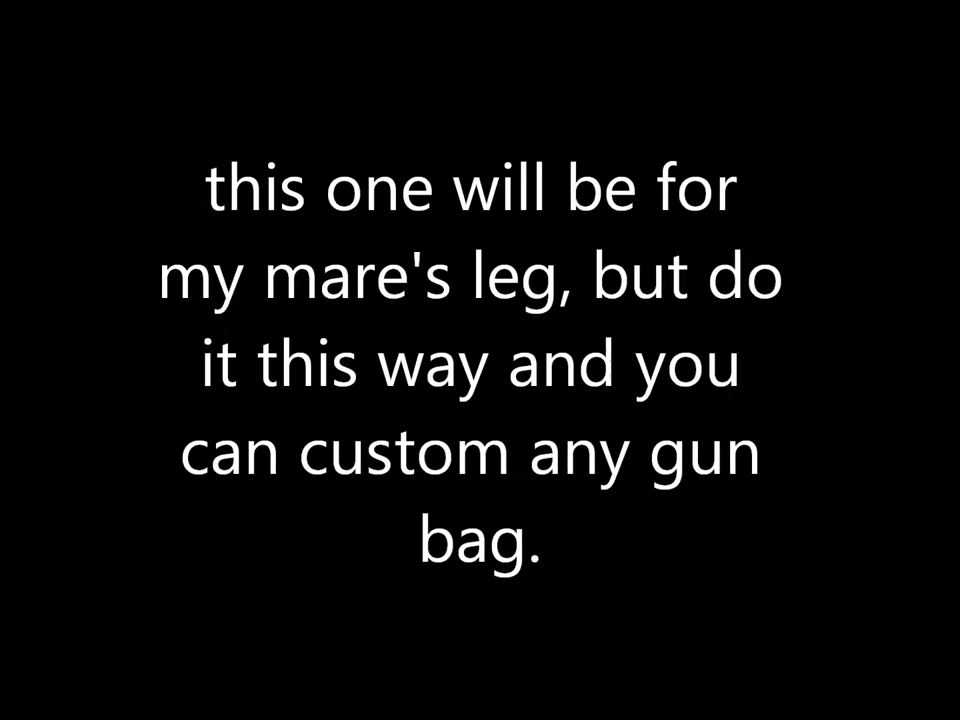 this one will be for
my mare's leg, but do
it this way and you
can custom any gun
bag.